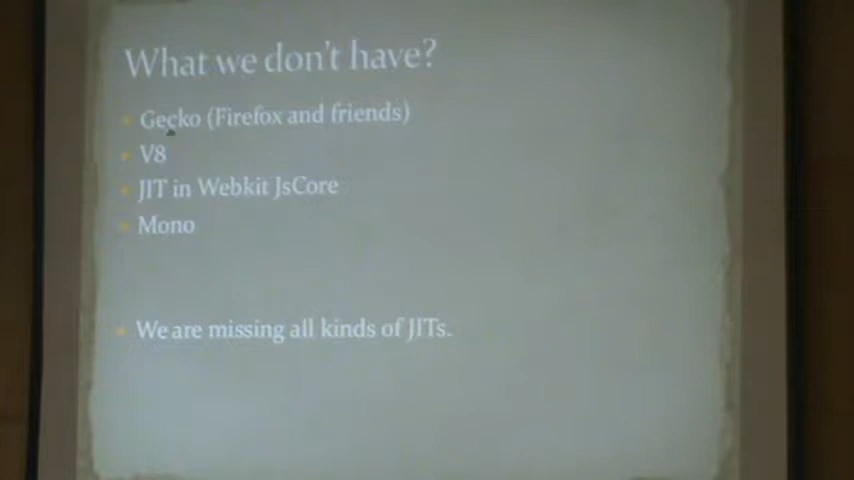 What we don't have?
Gecko (Firefox and friends)
V8
JIT in Webkit JsCore
Mono
We are missing all kinds of JITs.